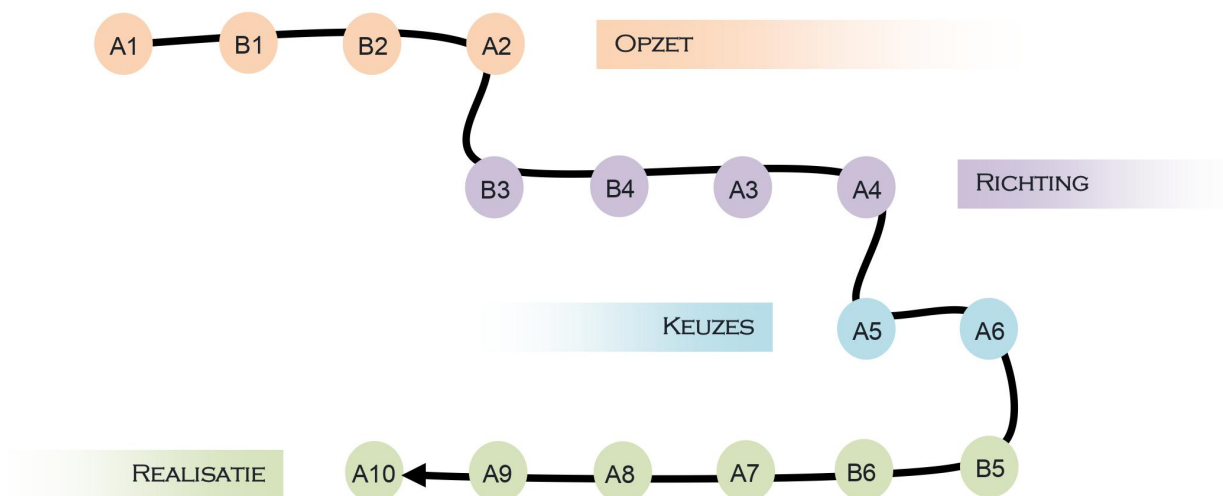 A1 B1 B2 A2 OPZET
B3 B4 A3 A4 RICHTING
KEUZES A5 A6
REALISATIE A10 A9 A8 A7 B6 B5